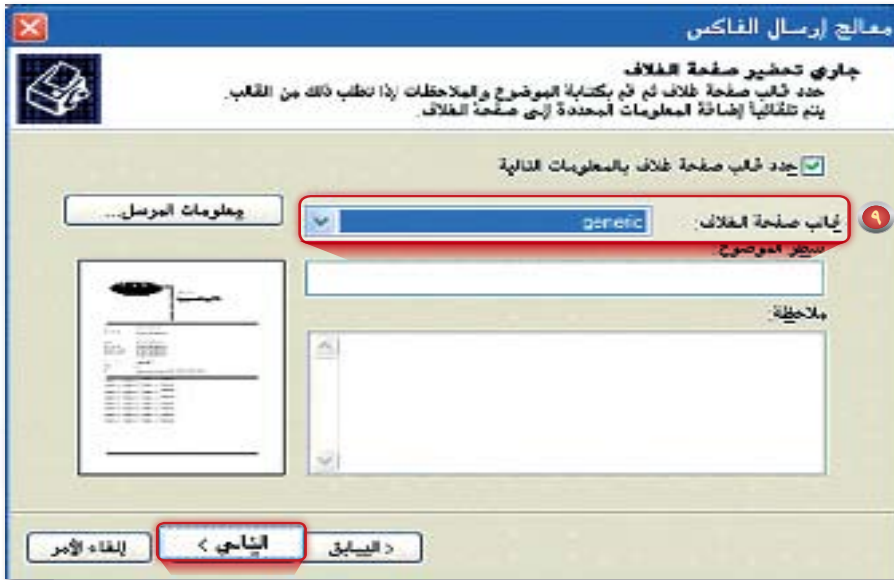 معالج إرسال الفاكس
جاري تحضير صفحة الغلاف
حدد قالب صفحة غلاف ثم قم بكتابة الموضوع والملاحظات إذا تطلب ذلك من القالب.
يتم تلقائياً إضافة المعلومات المحددة إلى صفحة الغلاف.
حدد قالب صفحة غلاف بالمعلومات التالية
قالب صفحة الغلاف: generic
معلومات المرسل...
٩
سطر الموضوع:
ملاحظة:
< السابق
التالي >
إلغاء الأمر